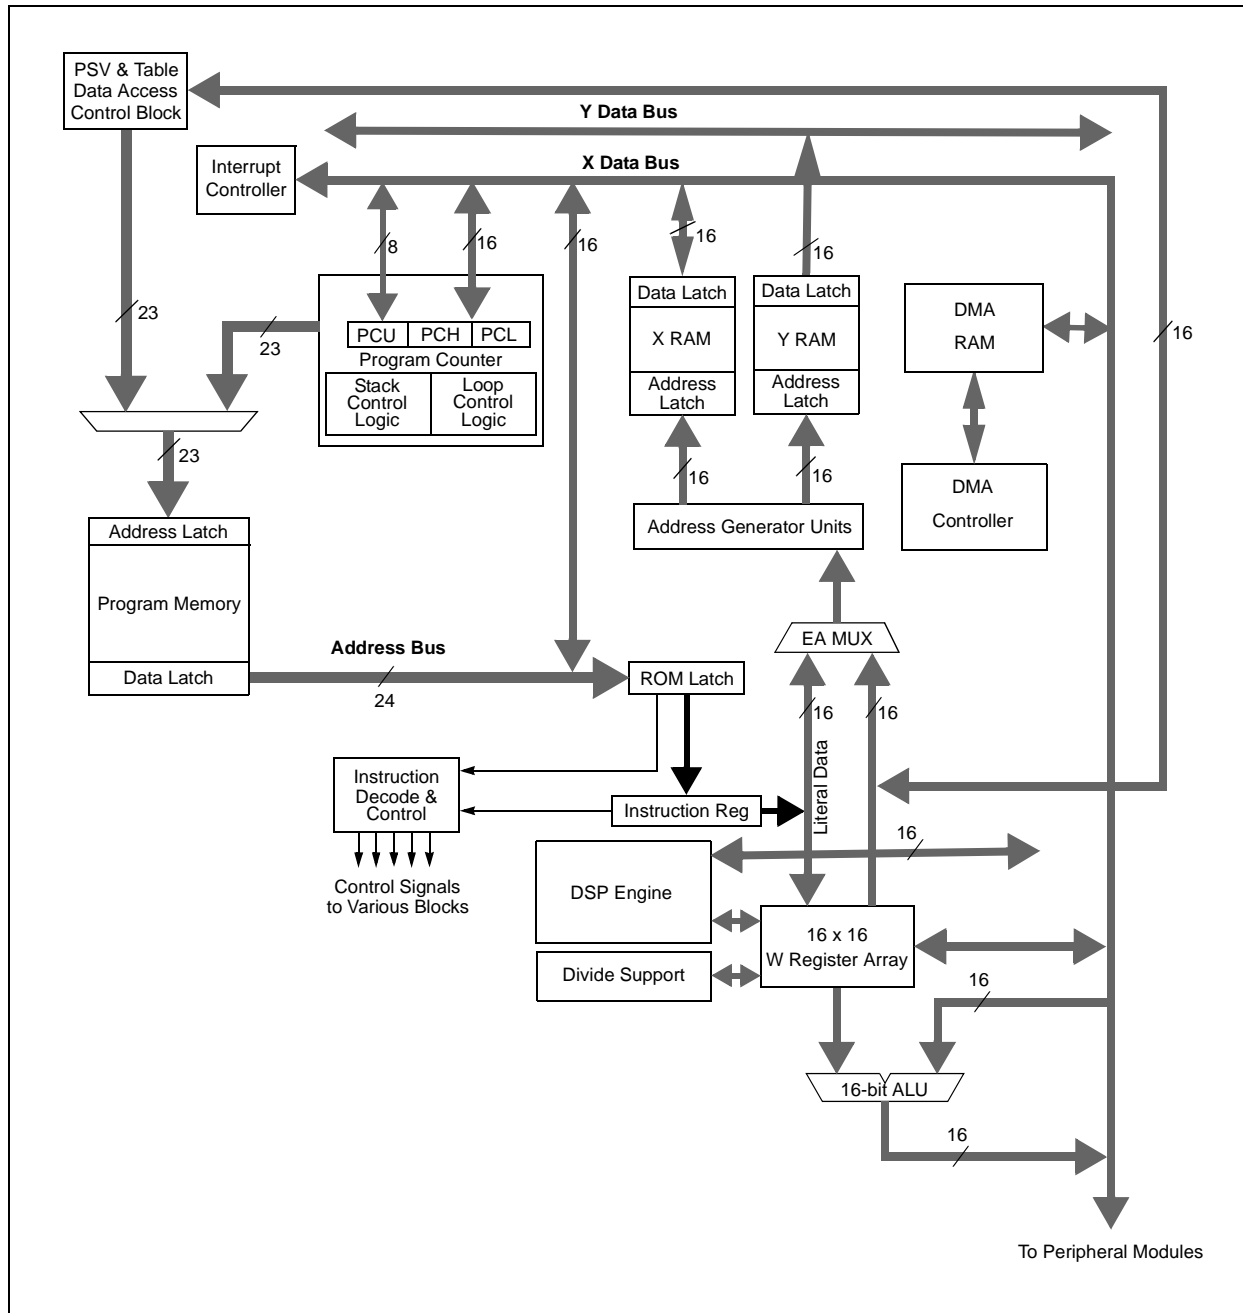 PSV & Table
Data Access
Control Block
Y Data Bus
X Data Bus
Interrupt
Controller
8
16
16
16
16
23
23
16
PCU
PCH
PCL
Program Counter
Stack
Control
Logic
Loop
Control
Logic
Data Latch
X RAM
Address
Latch
Data Latch
Y RAM
Address
Latch
DMA
RAM
23
16
16
DMA
Controller
Address Generator Units
Address Latch
Program Memory
Data Latch
Address Bus
24
EA MUX
ROM Latch
16
16
Literal Data
Instruction
Decode &
Control
Instruction Reg
Control Signals
to Various Blocks
16
DSP Engine
16 x 16
W Register Array
Divide Support
16
16-bit ALU
16
To Peripheral Modules